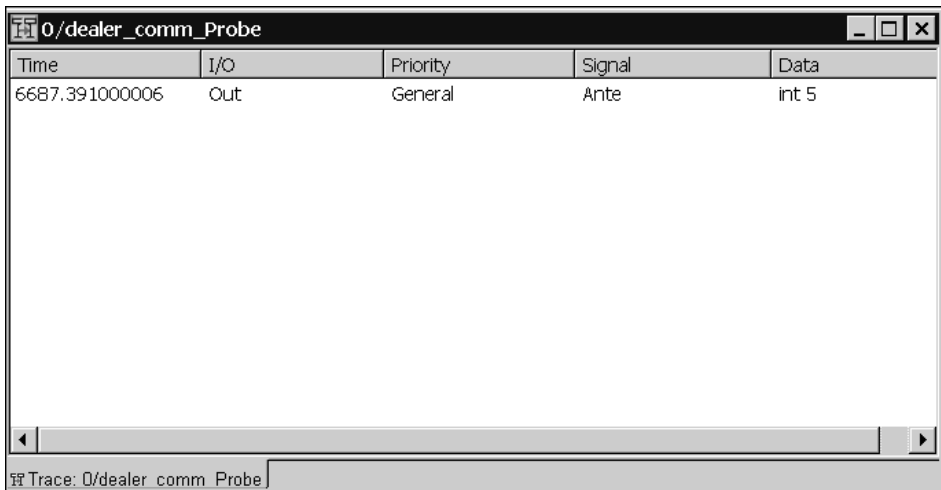 0/dealer_comm_Probe
Time I/O Priority Signal Data
6687.391000006 Out General Ante int 5
Trace: 0/dealer_comm_Probe